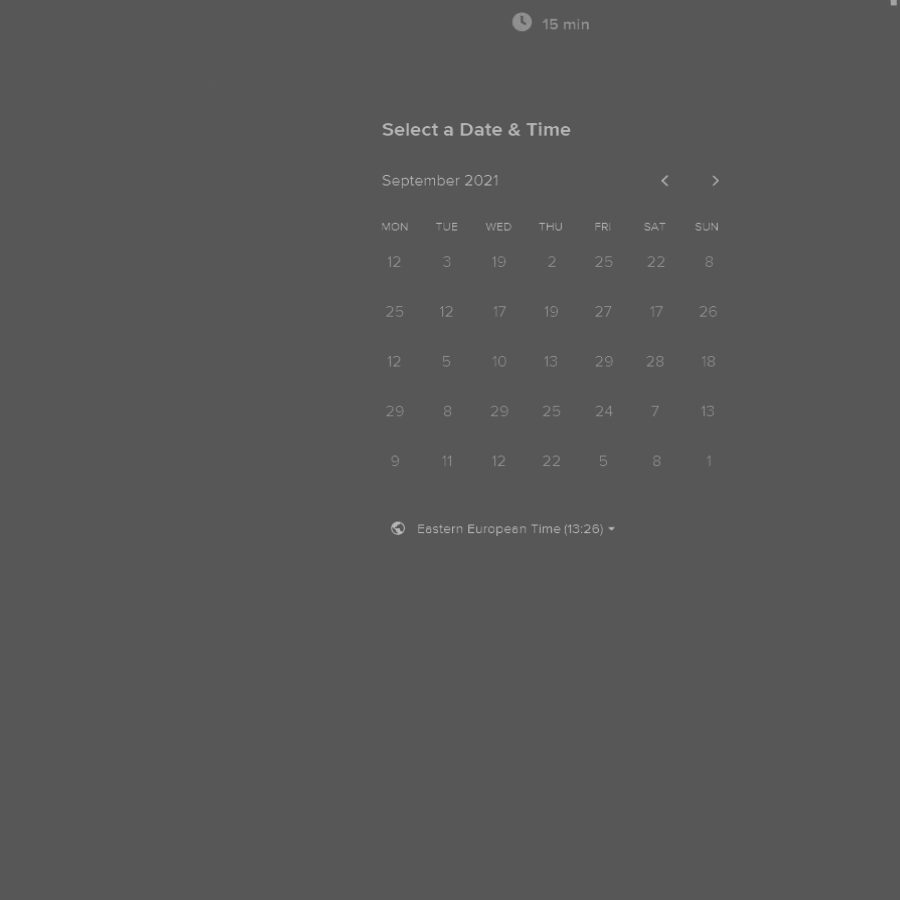 15 min
Select a Date & Time
September 2021
MON TUE WED THU FRI SAT SUN
12 3 19 2 25 22 8
25 12 17 19 27 17 26
12 5 10 13 29 28 18
29 8 29 25 24 7 13
9 11 12 22 5 8 1
Eastern European Time (13:26)